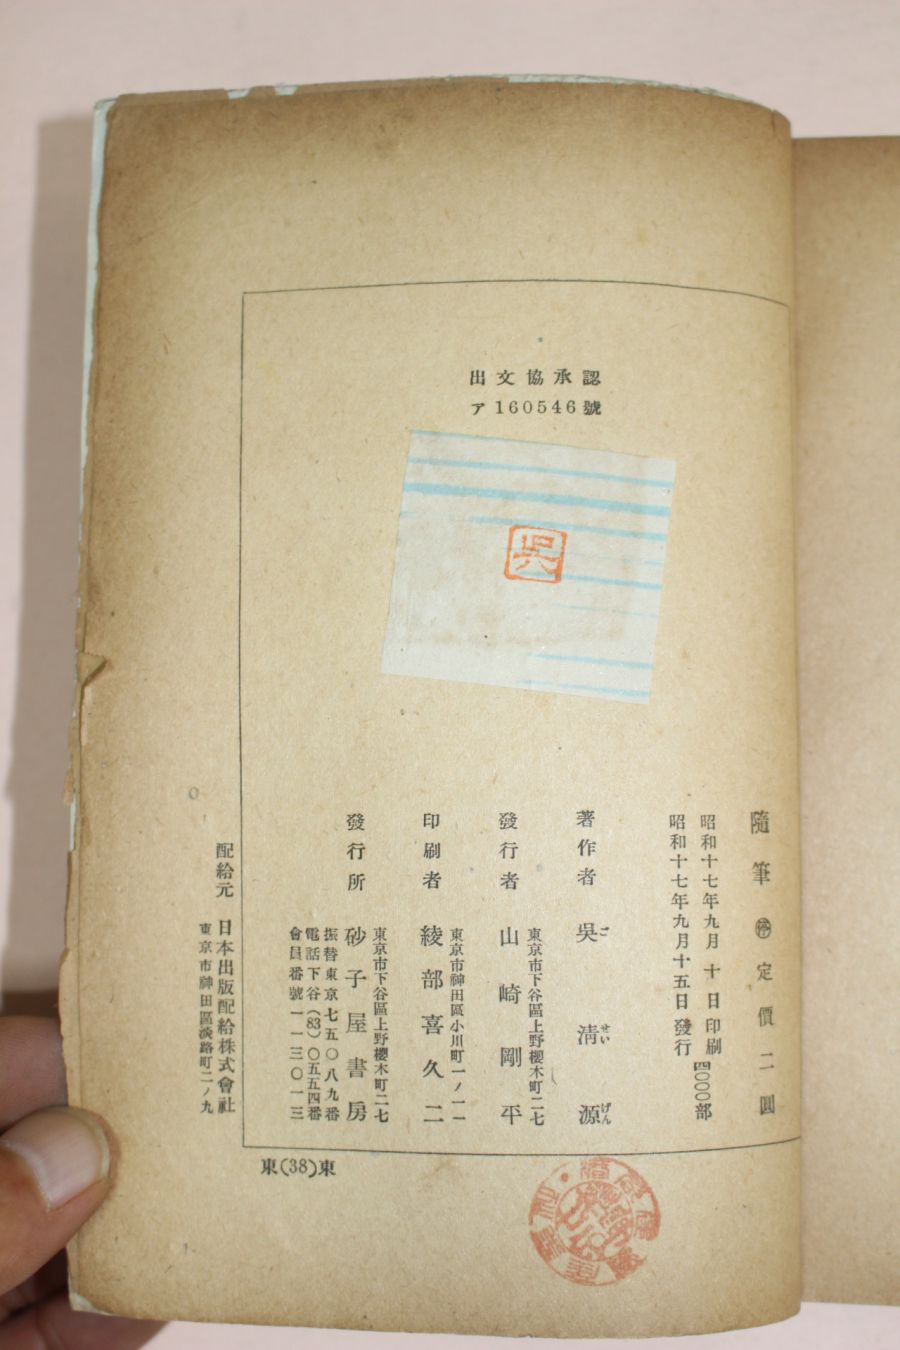 出文協承認
ア160546號
吳
隨筆 ㊕ 定價二圓
昭和十七年九月十日印刷
昭和十七年九月十五日發行 四〇〇〇部
著作者 吳清源
ご せい げん
東京市下谷區上野櫻木町二七
發行者 山崎剛平
東京市神田區小川町一ノ一一
印刷者 綾部喜久二
東京市下谷區上野櫻木町二七
發行所 砂子屋書房
振替東京七五〇八九番
電話下谷(83)〇五五四番
會員番號一一三〇一三
配給元 日本出版配給株式會社
東京市神田區淡路町二ノ九
東(38)東